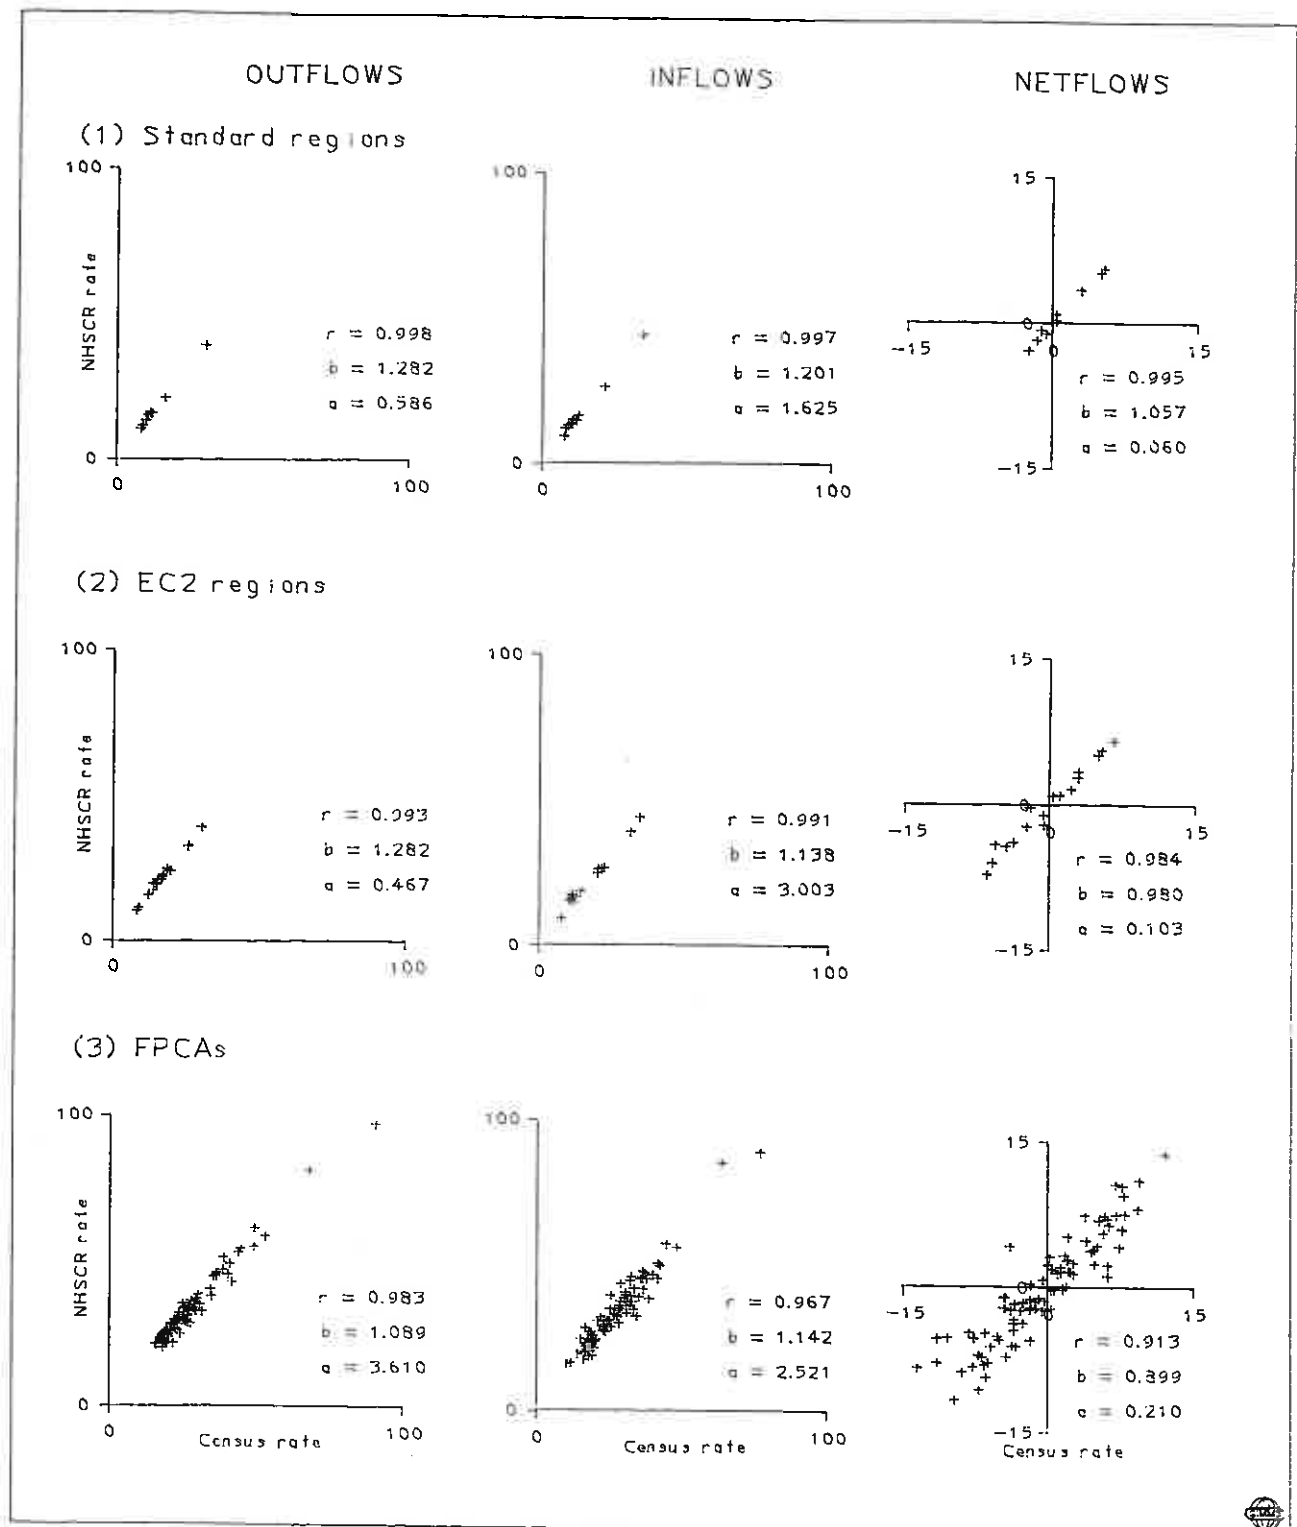 OUTFLOWS
INFLOWS
NETFLOWS
(1) Standard regions
100
NHSCR rate
r = 0.998
b = 1.282
a = 0.586
0
0
100
100
r = 0.997
b = 1.201
a = 1.625
0
0
100
15
-15
0
0
15
r = 0.995
b = 1.057
a = 0.060
-15
(2) EC2 regions
100
NHSCR rate
r = 0.993
b = 1.282
a = 0.467
0
0
100
100
r = 0.991
b = 1.138
a = 3.003
0
0
100
15
-15
0
0
15
r = 0.984
b = 0.980
a = 0.103
-15
(3) FPCAs
100
NHSCR rate
r = 0.983
b = 1.089
a = 3.610
0
0
Census rate
100
100
r = 0.967
b = 1.142
a = 2.521
0
0
Census rate
100
15
-15
0
0
15
r = 0.913
b = 0.899
a = 0.210
-15
Census rate